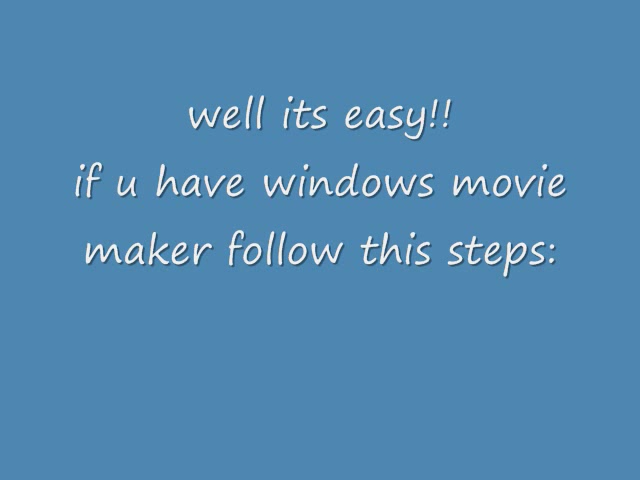 well its easy!!
if u have windows movie
maker follow this steps: